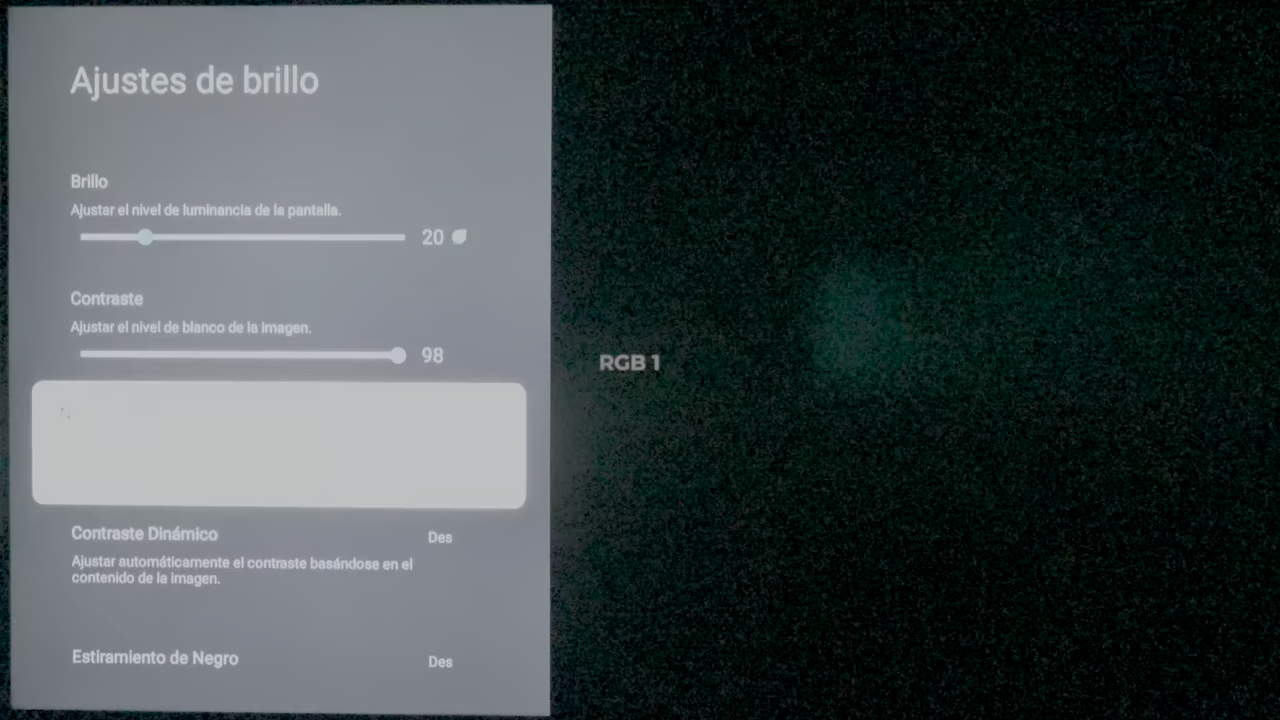 Ajustes de brillo
Brillo
Ajustar el nivel de luminancia de la pantalla.
20
Contraste
Ajustar el nivel de blanco de la imagen.
98
RGB 1
Contraste Dinámico
Des
Ajustar automáticamente el contraste basándose en el
contenido de la imagen.
Estiramiento de Negro
Des